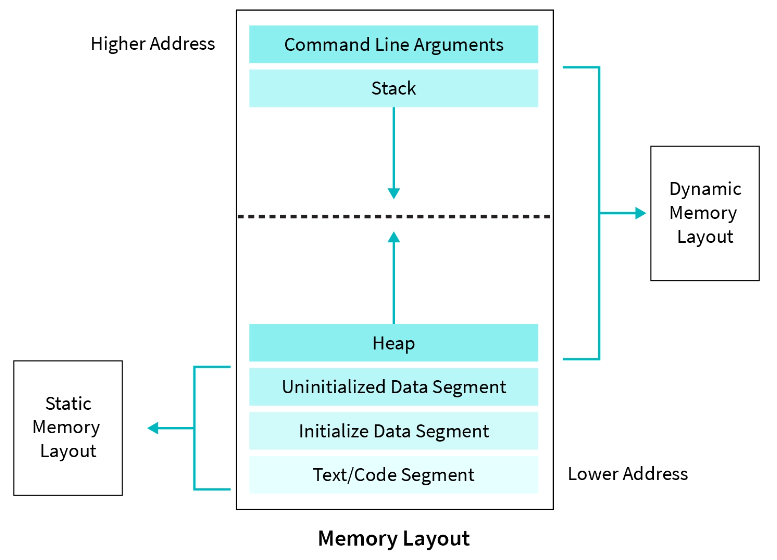 Higher Address
Command Line Arguments
Stack
Dynamic
Memory
Layout
Heap
Uninitialized Data Segment
Initialize Data Segment
Text/Code Segment
Static
Memory
Layout
Lower Address
Memory Layout